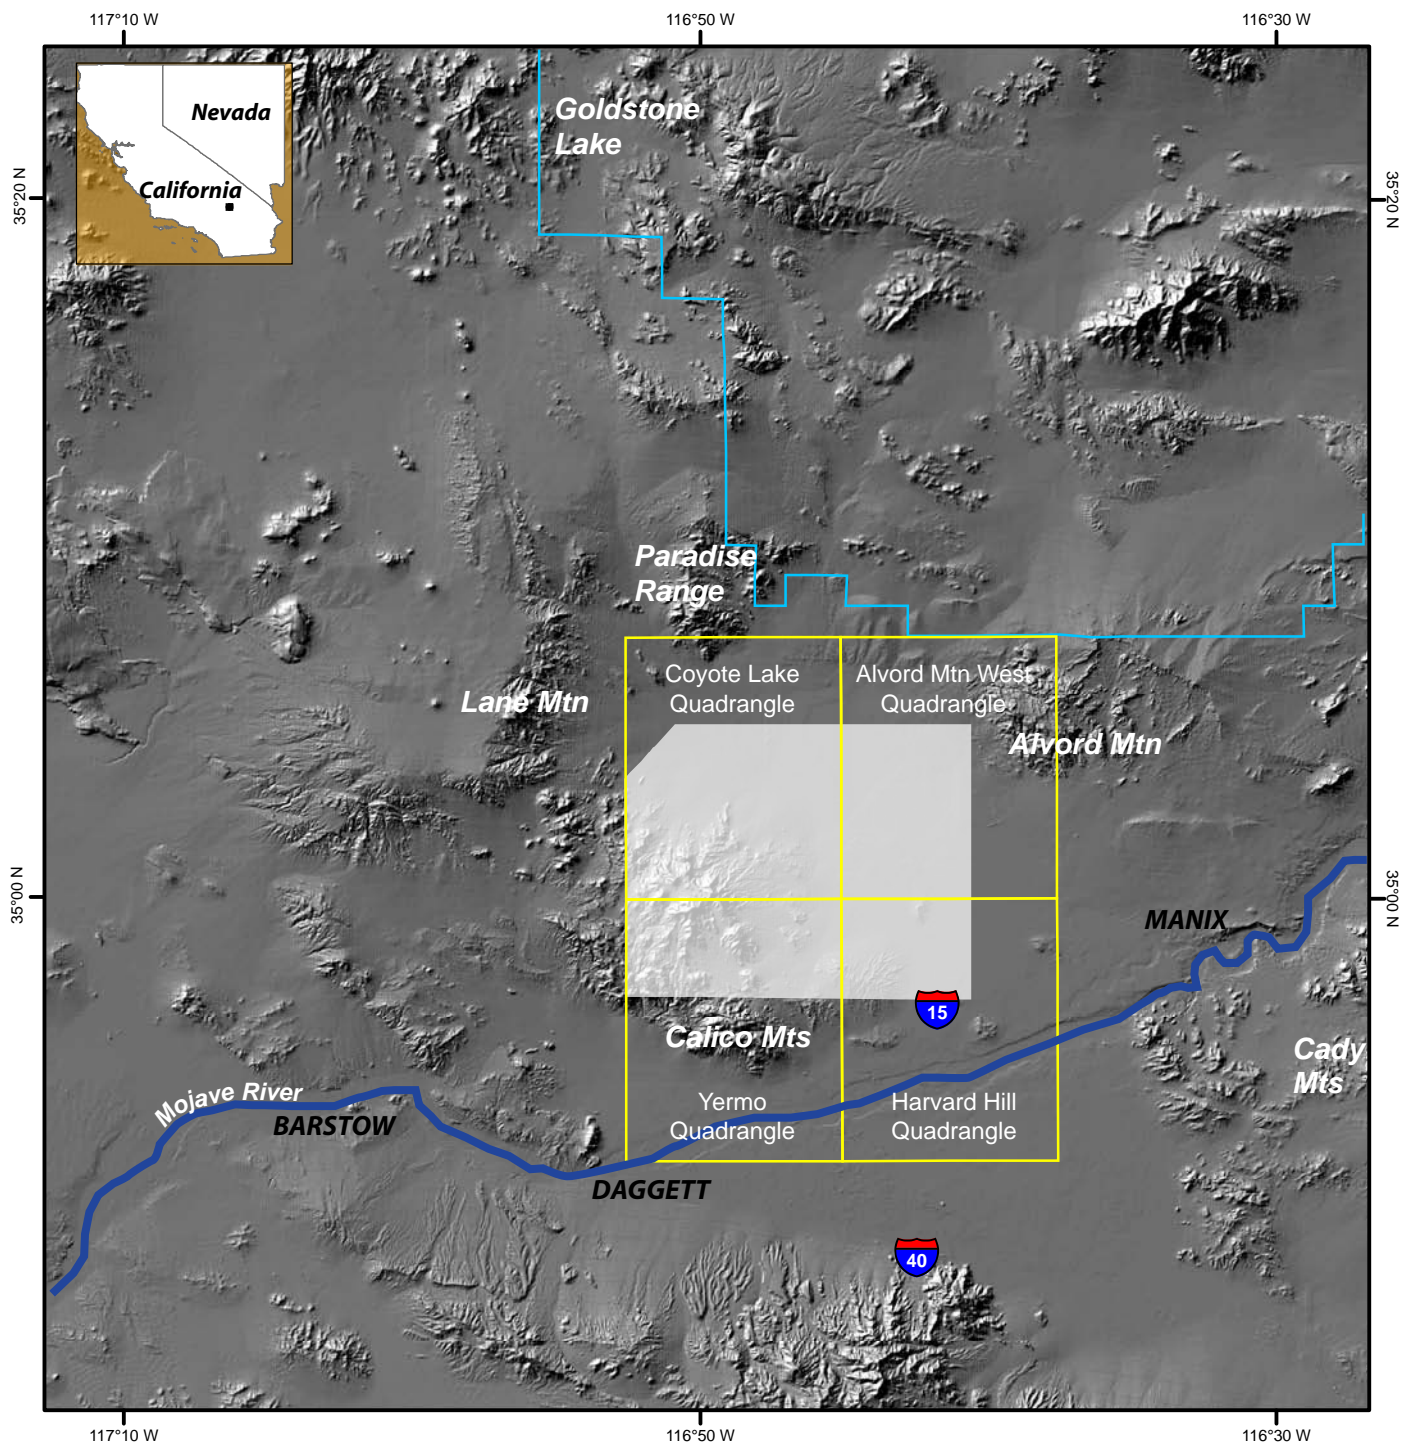 117°10 W
116°50 W
116°30 W
Nevada
California
Goldstone
Lake
35°20 N
35°20 N
Paradise
Range
Coyote Lake
Quadrangle
Alvord Mtn West
Quadrangle
Lane Mtn
Alvord Mtn
35°00 N
35°00 N
MANIX
15
Calico Mts
Cady
Mts
Mojave River
BARSTOW
Yermo
Quadrangle
Harvard Hill
Quadrangle
DAGGETT
40
117°10 W
116°50 W
116°30 W